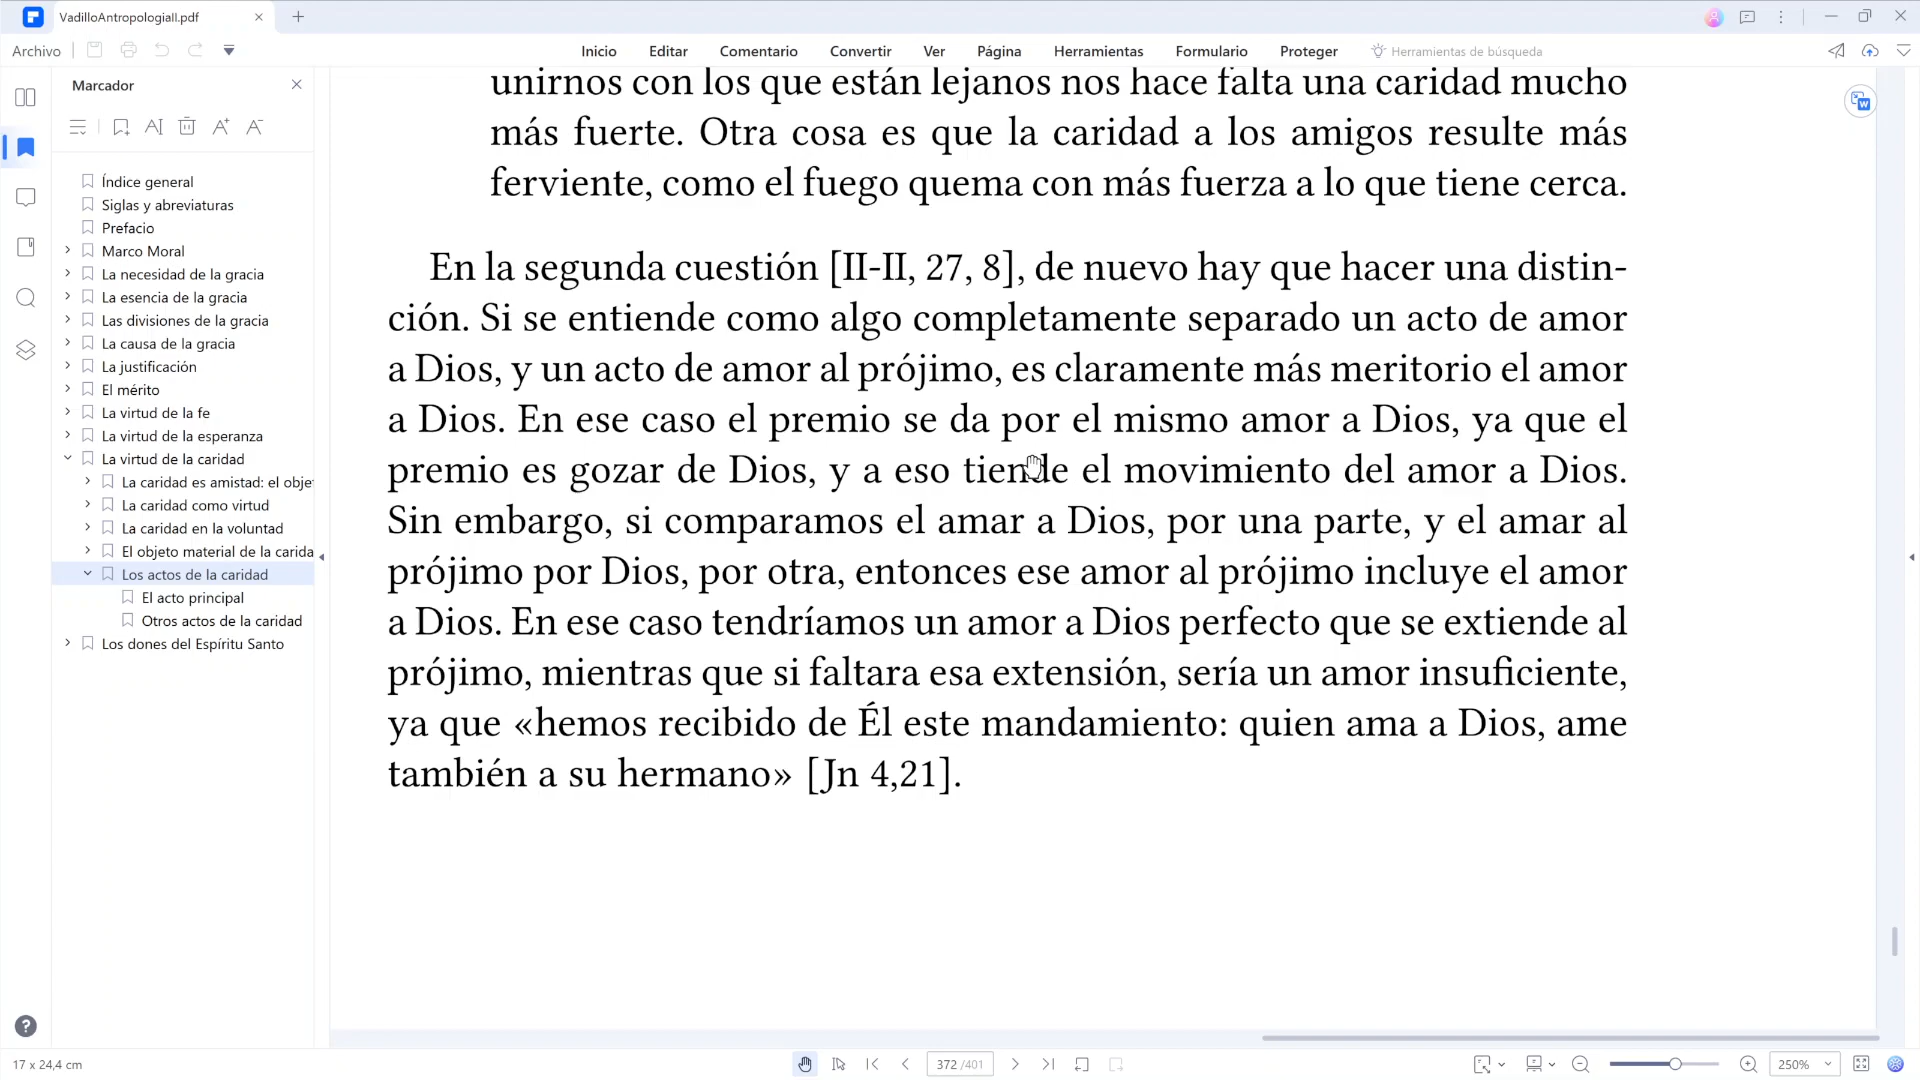 VadilloAntropologiaII.pdf
Archivo
Inicio Editar Comentario Convertir Ver Página Herramientas Formulario Proteger Herramientas de búsqueda
Marcador
Índice general
Siglas y abreviaturas
Prefacio
Marco Moral
La necesidad de la gracia
La esencia de la gracia
Las divisiones de la gracia
La causa de la gracia
La justificación
El mérito
La virtud de la fe
La virtud de la esperanza
La virtud de la caridad
La caridad es amistad: el obje
La caridad como virtud
La caridad en la voluntad
El objeto material de la carida
Los actos de la caridad
El acto principal
Otros actos de la caridad
Los dones del Espíritu Santo
unirnos con los que están lejanos nos hace falta una caridad mucho
más fuerte. Otra cosa es que la caridad a los amigos resulte más
ferviente, como el fuego quema con más fuerza a lo que tiene cerca.
En la segunda cuestión [II-II, 27, 8], de nuevo hay que hacer una distin-
ción. Si se entiende como algo completamente separado un acto de amor
a Dios, y un acto de amor al prójimo, es claramente más meritorio el amor
a Dios. En ese caso el premio se da por el mismo amor a Dios, ya que el
premio es gozar de Dios, y a eso tiende el movimiento del amor a Dios.
Sin embargo, si comparamos el amar a Dios, por una parte, y el amar al
prójimo por Dios, por otra, entonces ese amor al prójimo incluye el amor
a Dios. En ese caso tendríamos un amor a Dios perfecto que se extiende al
prójimo, mientras que si faltara esa extensión, sería un amor insuficiente,
ya que «hemos recibido de Él este mandamiento: quien ama a Dios, ame
también a su hermano» [Jn 4,21].
17 x 24,4 cm
372 /401
250%